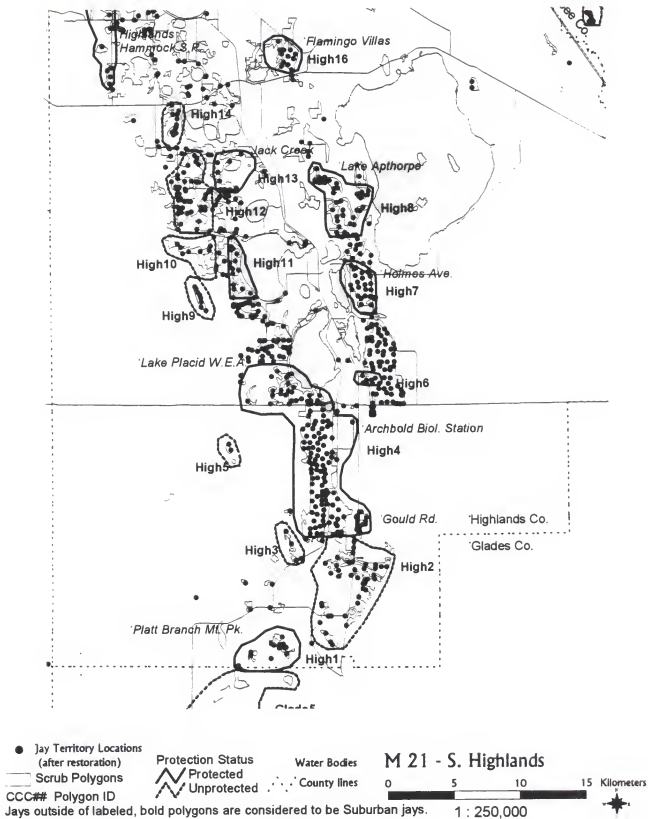 ee Co.
Highlands
Hammock S.P.
Flamingo Villas
High16
High14
Jack Creek
High13
Lake Apthorpe
High12
High8
High10
High11
Holmes Ave.
High7
High9
Lake Placid W.E.A
High6
Archbold Biol. Station
High4
High5
Gould Rd.
Highlands Co.
Glades Co.
High3
High2
Platt Branch Mt. Pk.
High1
Glade5
Jay Territory Locations
(after restoration)
Scrub Polygons
CCC## Polygon ID
Protection Status
Protected
Unprotected
Water Bodies
County lines
M 21 - S. Highlands
0 5 10 15 Kilometers
1 : 250,000
Jays outside of labeled, bold polygons are considered to be Suburban jays.